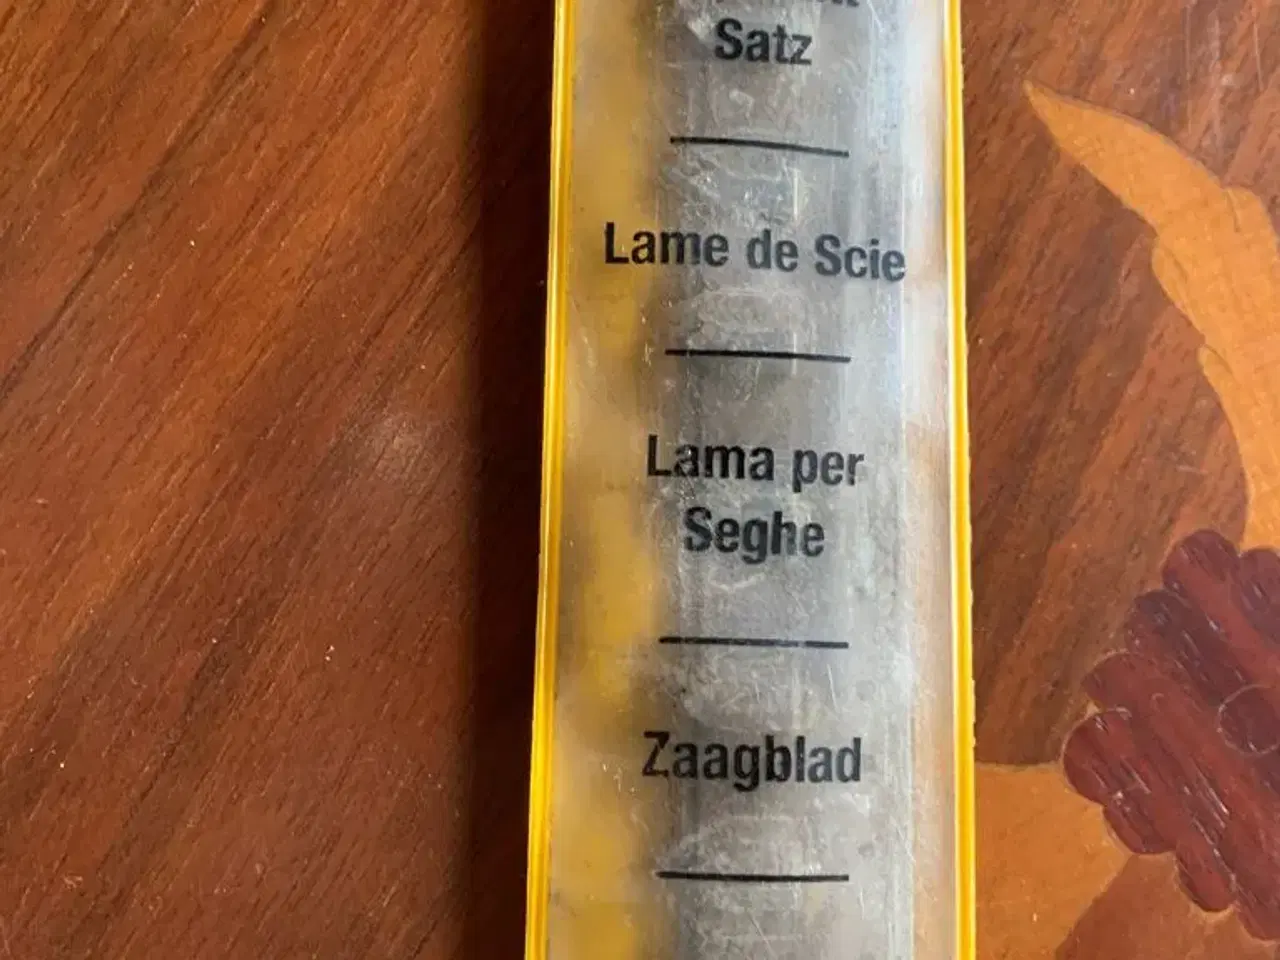 Satz
Lame de Scie
Lama per
Seghe
Zaagblad